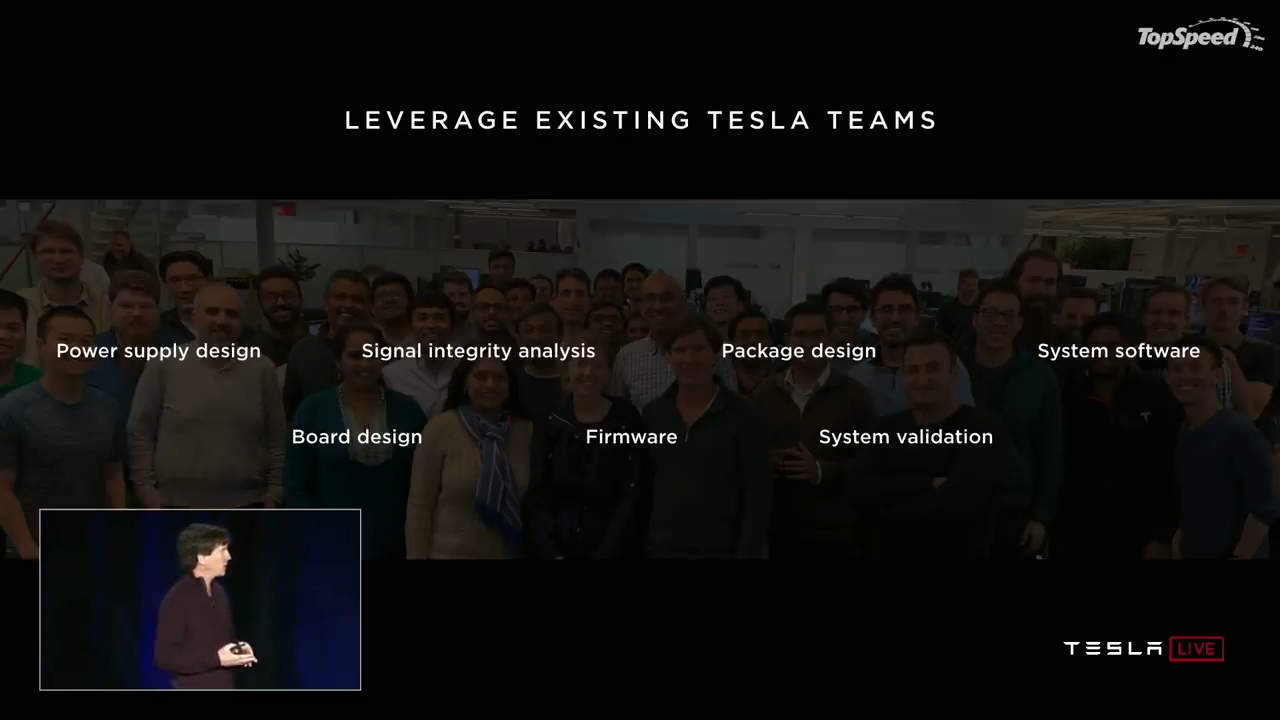 TopSpeed
LEVERAGE EXISTING TESLA TEAMS
Power supply design
Signal integrity analysis
Package design
System software
Board design
Firmware
System validation
TESLA LIVE